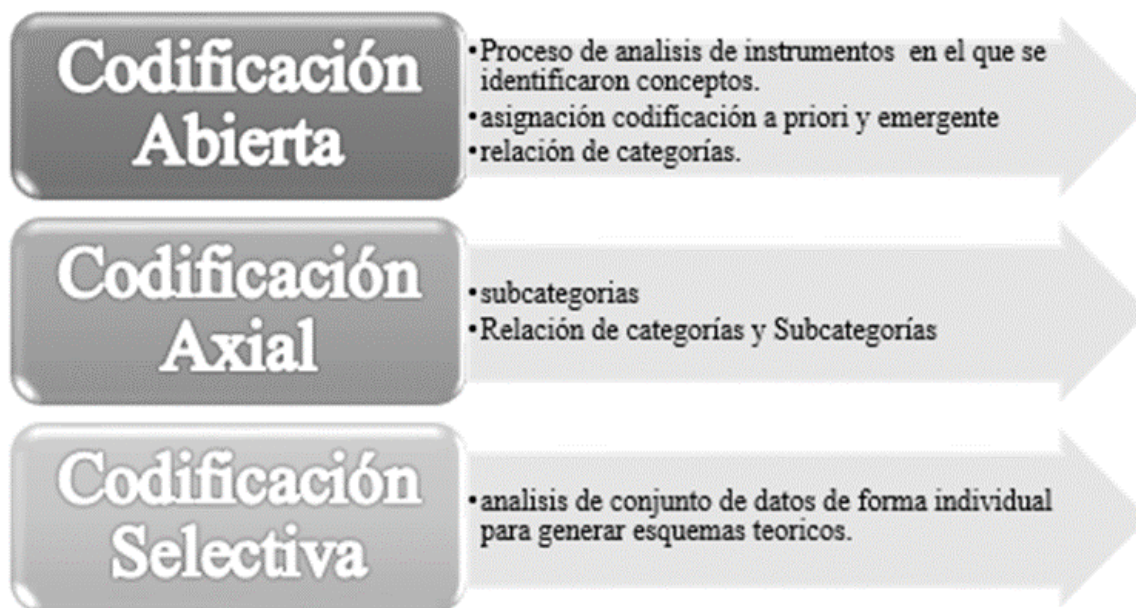 Codificación
Abierta
•Proceso de analisis de instrumentos en el que se
identificaron conceptos.
•asignación codificación a priori y emergente
•relación de categorías.
Codificación
Axial
•subcategorias
•Relación de categorías y Subcategorías
Codificación
Selectiva
•analisis de conjunto de datos de forma individual
para generar esquemas teoricos.